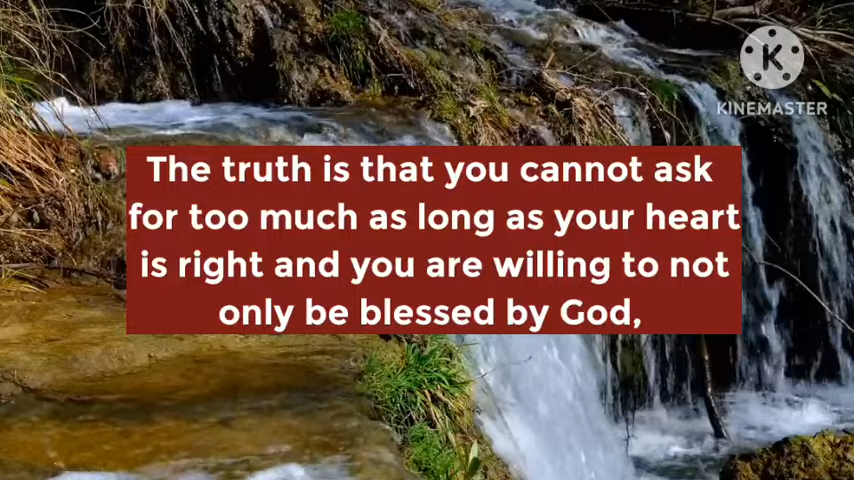 K
KINEMASTER
The truth is that you cannot ask
for too much as long as your heart
is right and you are willing to not
only be blessed by God,